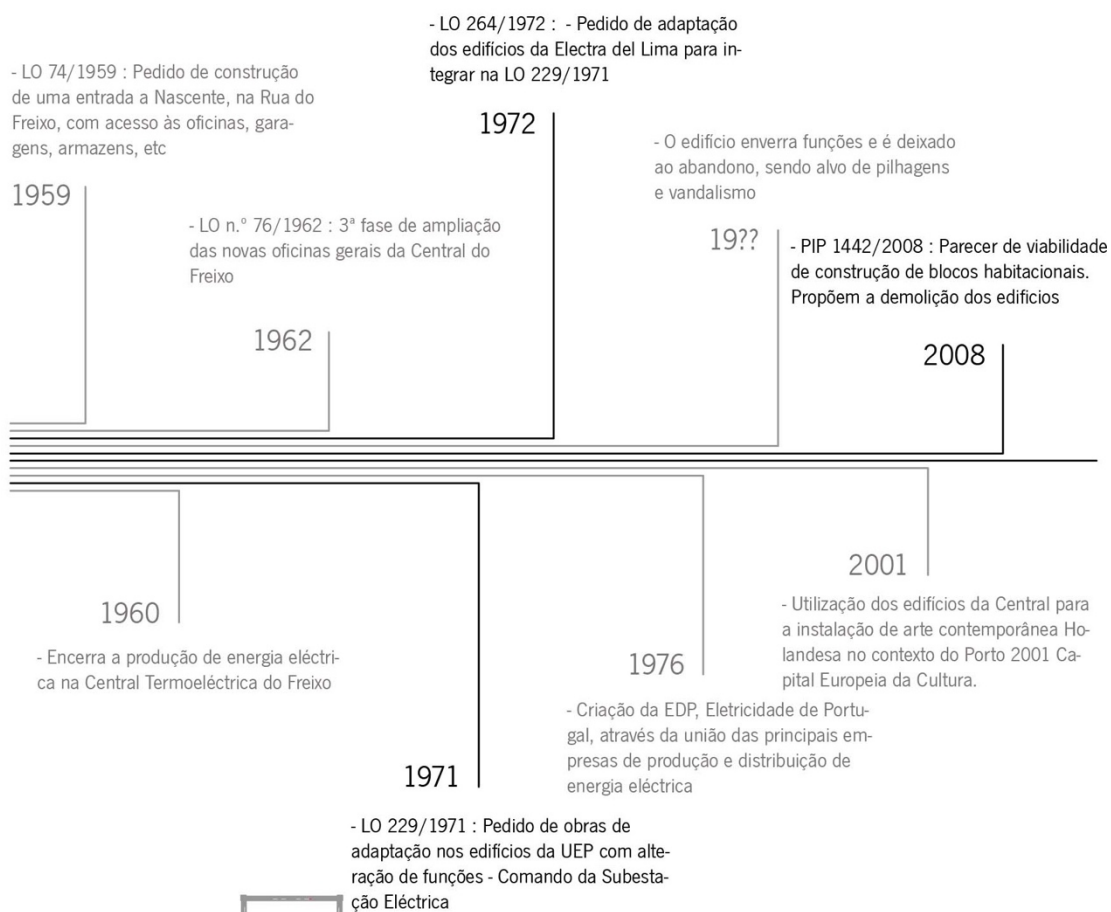 - LO 264/1972 :  - Pedido de adaptação
dos edifícios da Electra del Lima para in-
tegrar na LO 229/1971
1972
- LO 74/1959 : Pedido de construção
de uma entrada a Nascente, na Rua do
Freixo, com acesso às oficinas, gara-
gens, armazens, etc
1959
- LO n.º 76/1962 : 3ª fase de ampliação
das novas oficinas gerais da Central do
Freixo
1962
- O edifício enverra funções e é deixado
ao abandono, sendo alvo de pilhagens
e vandalismo
19??
- PIP 1442/2008 : Parecer de viabilidade
de construção de blocos habitacionais.
Propõem a demolição dos edificios
2008
1960
- Encerra a produção de energia eléctri-
ca na Central Termoeléctrica do Freixo
1971
- LO 229/1971 : Pedido de obras de
adaptação nos edifícios da UEP com alte-
ração de funções - Comando da Subesta-
ção Eléctrica
1976
- Criação da EDP, Eletricidade de Portu-
gal, através da união das principais em-
presas de produção e distribuição de
energia eléctrica
2001
- Utilização dos edifícios da Central para
a instalação de arte contemporânea Ho-
landesa no contexto do Porto 2001 Ca-
pital Europeia da Cultura.